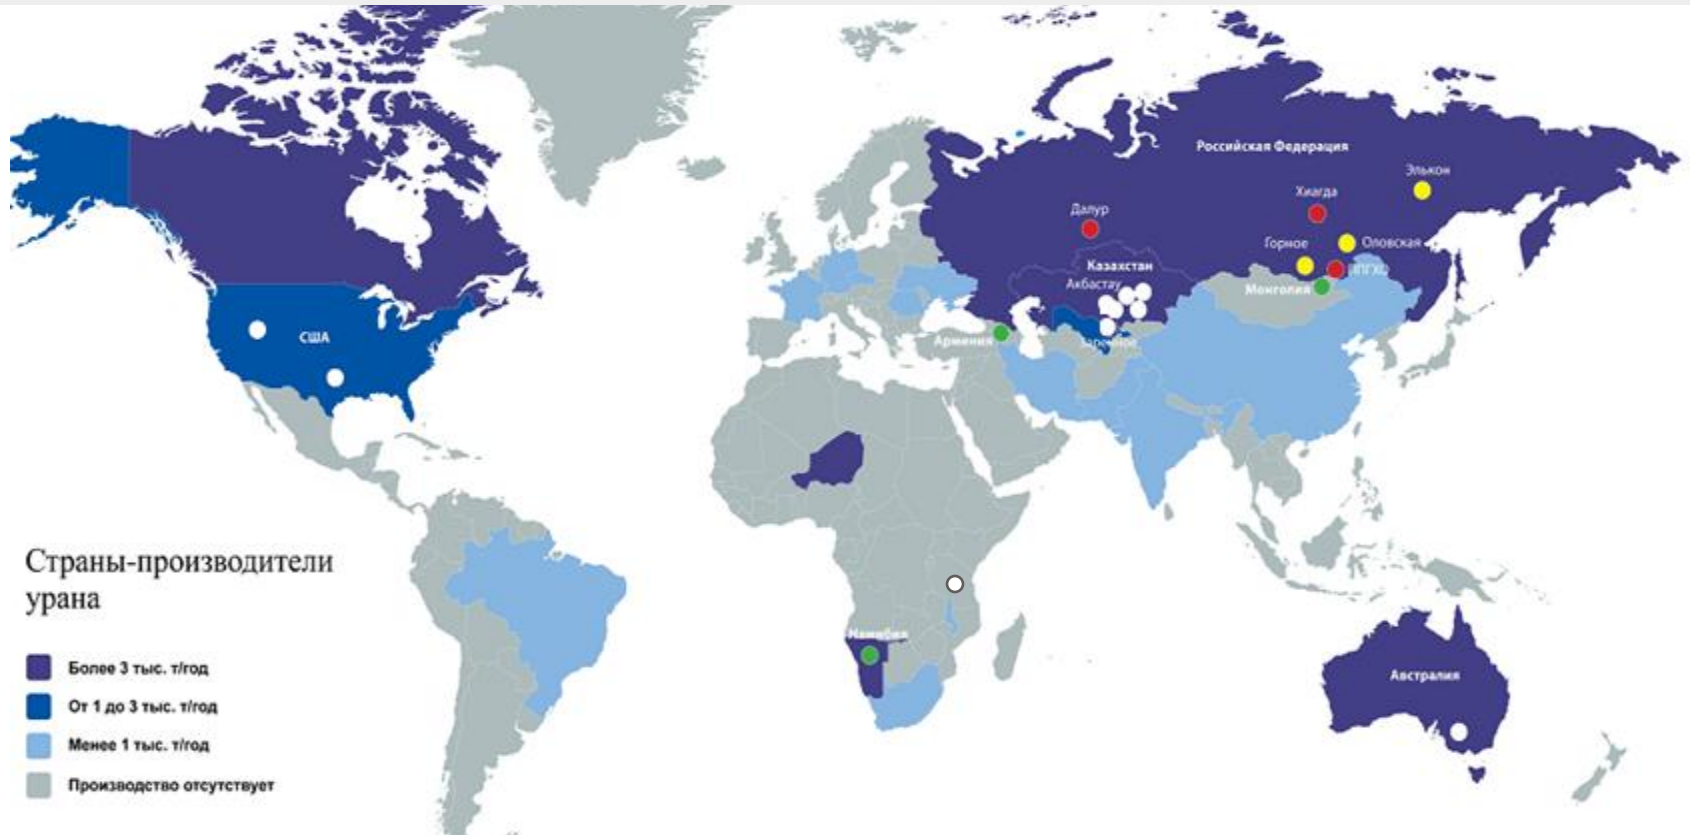 Российская Федерация
Элькон
Хиагда
Далур
Горное
Оловская
Казахстан
ППГХО
Акбастау
Монголия
США
Армения
Заречное
Страны-производители
урана
Намибия
Более 3 тыс. т/год
Австралия
От 1 до 3 тыс. т/год
Менее 1 тыс. т/год
Производство отсутствует